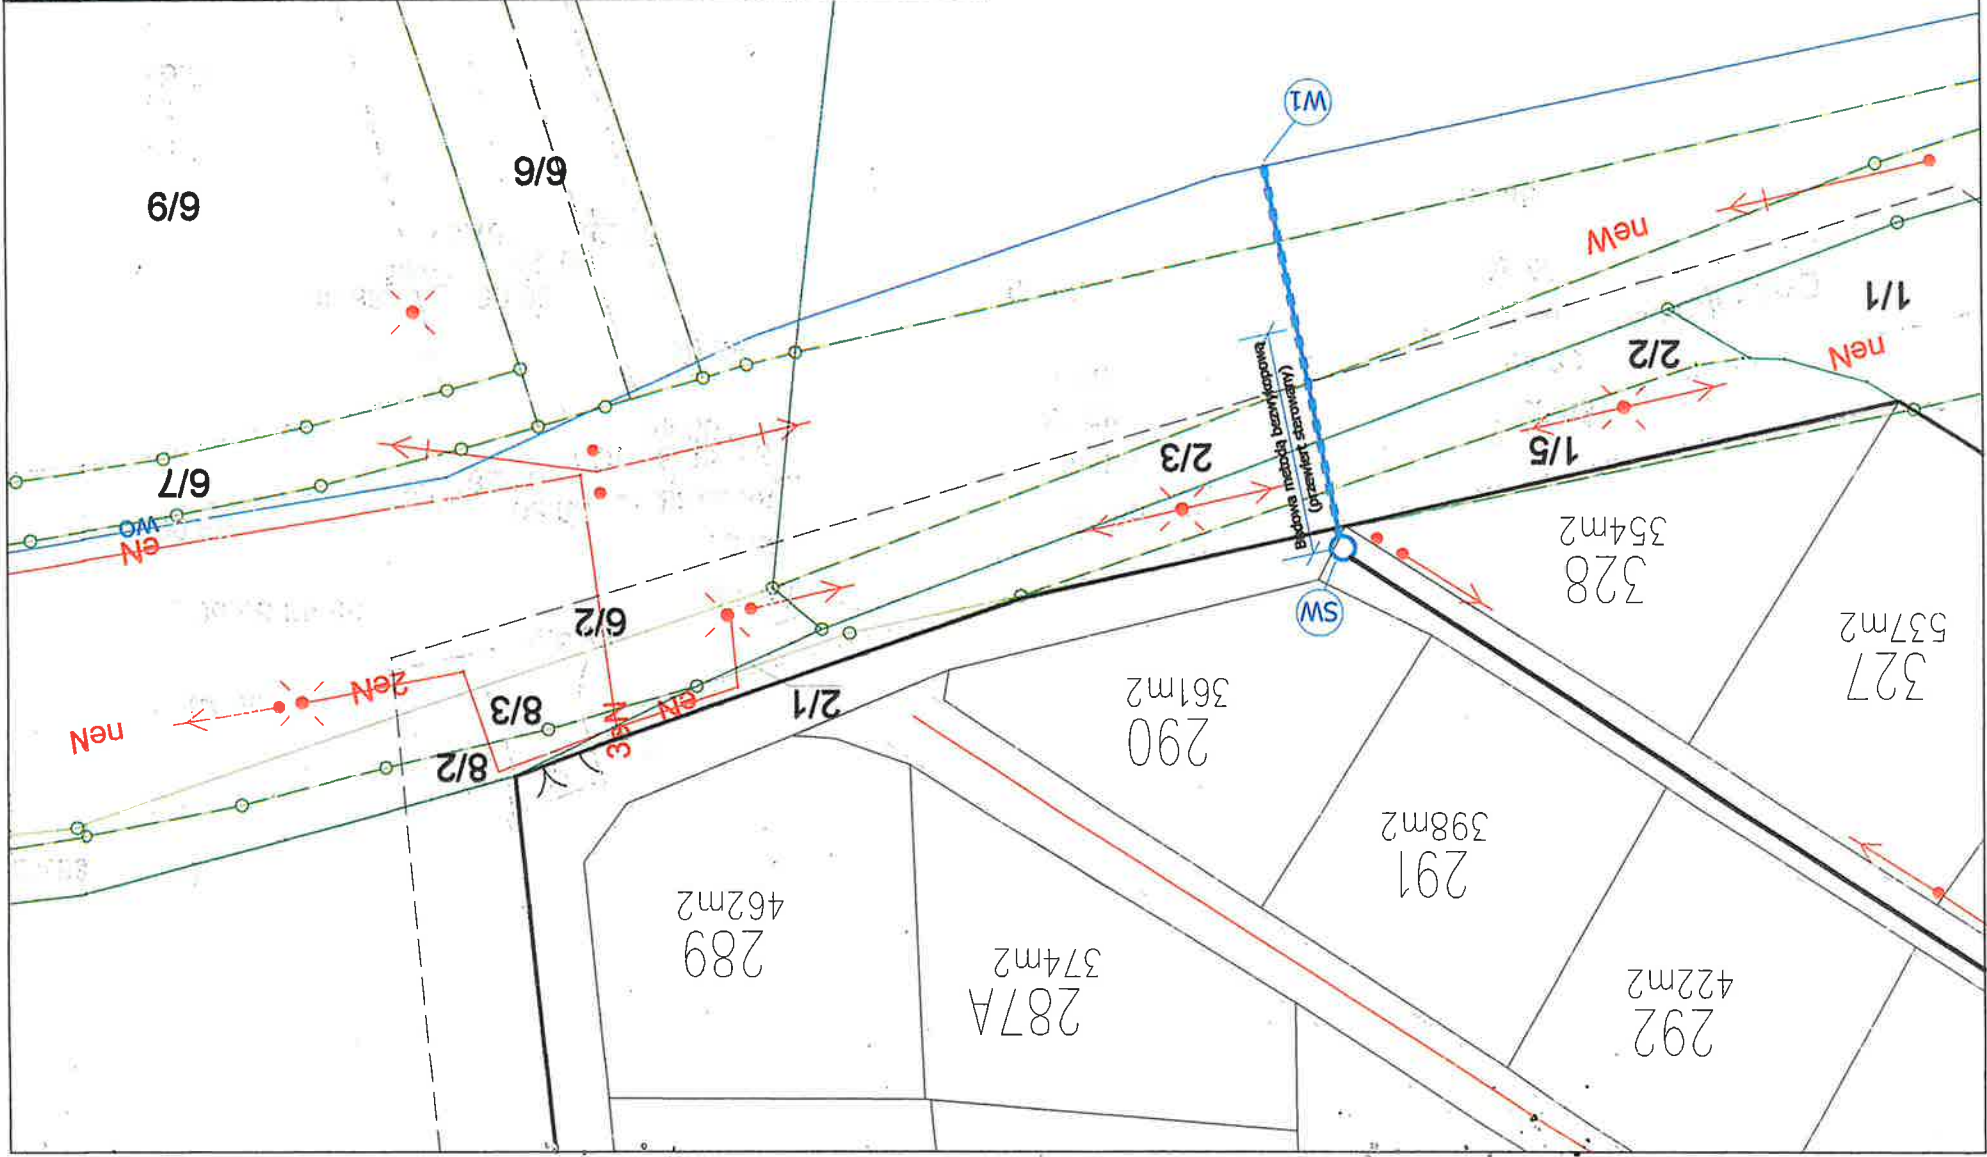 292
422m2
287A
374m2
289
462m2
291
398m2
290
361m2
327
537m2
328
354m2
SW
8/2
2/1
8/3
3eN
eN
2eN
neN
6/2
Budowa metodą bezwykopową
(przewiert sterowany)
1/5
2/3
eN
wo
6/7
2/2
neN
1/1
neW
6/9
6/6
W1